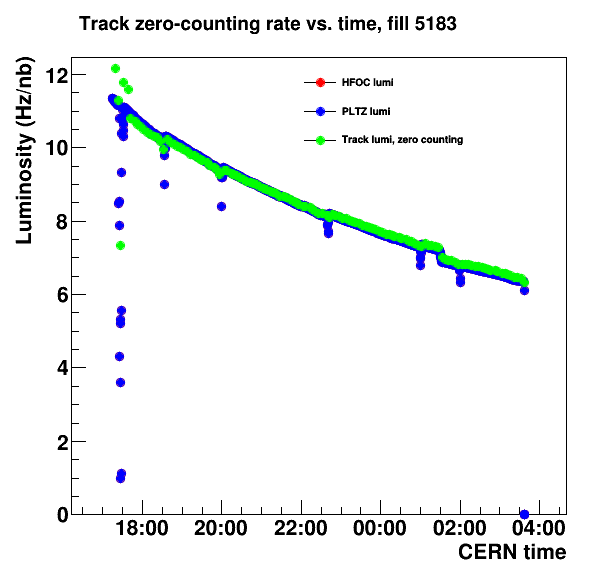 Track zero-counting rate vs. time, fill 5183
Luminosity (Hz/nb)
12
10
8
6
4
2
0
HFOC lumi
PLTZ lumi
Track lumi, zero counting
18:00 20:00 22:00 00:00 02:00 04:00
CERN time